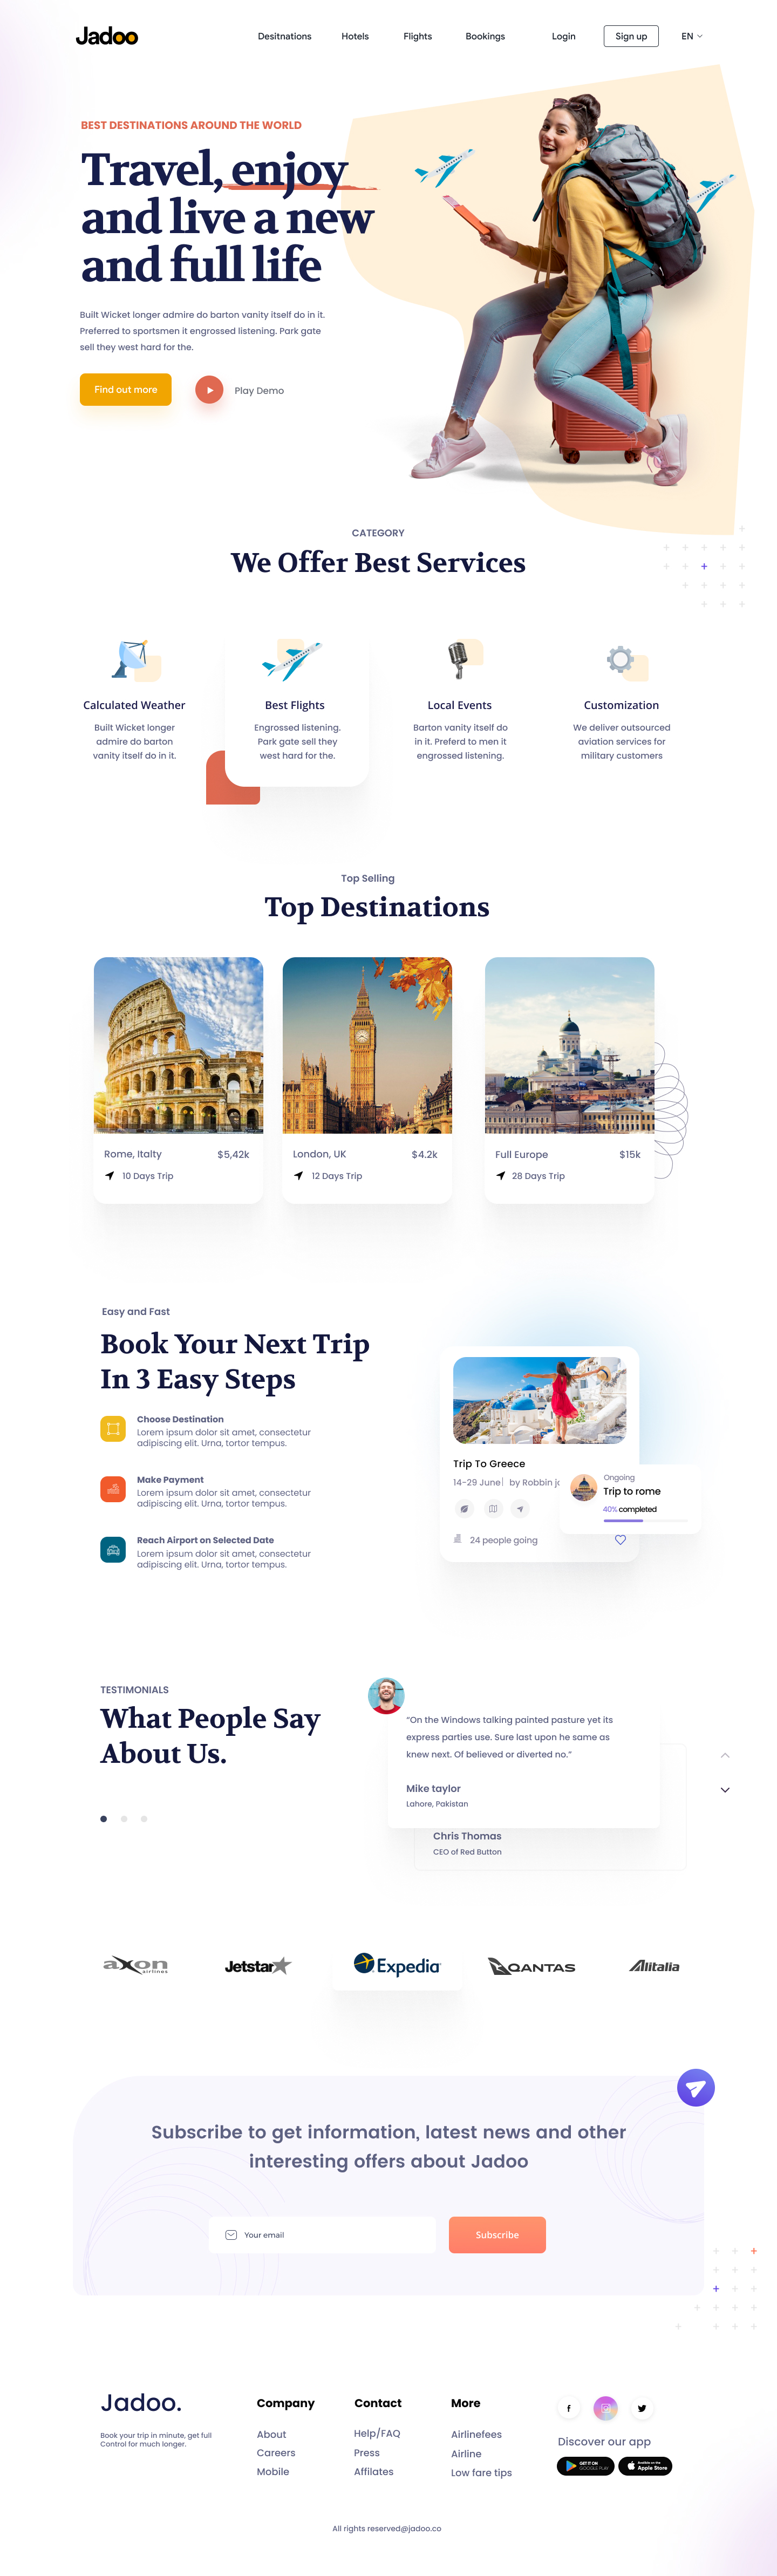 Jadoo
Desitnations
Hotels
Flights
Bookings
Login
Sign up
EN
BEST DESTINATIONS AROUND THE WORLD
Travel, enjoy
and live a new
and full life
Built Wicket longer admire do barton vanity itself do in it.
Preferred to sportsmen it engrossed listening. Park gate
sell they west hard for the.
Find out more
Play Demo
CATEGORY
We Offer Best Services
Calculated Weather
Built Wicket longer
admire do barton
vanity itself do in it.
Best Flights
Engrossed listening.
Park gate sell they
west hard for the.
Local Events
Barton vanity itself do
in it. Preferd to men it
engrossed listening.
Customization
We deliver outsourced
aviation services for
military customers
Top Selling
Top Destinations
Rome, Italty
$5,42k
10 Days Trip
London, UK
$4.2k
12 Days Trip
Full Europe
$15k
28 Days Trip
Easy and Fast
Book Your Next Trip
In 3 Easy Steps
Choose Destination
Lorem ipsum dolor sit amet, consectetur
adipiscing elit. Urna, tortor tempus.
Make Payment
Lorem ipsum dolor sit amet, consectetur
adipiscing elit. Urna, tortor tempus.
Reach Airport on Selected Date
Lorem ipsum dolor sit amet, consectetur
adipiscing elit. Urna, tortor tempus.
Trip To Greece
14-29 June | by Robbin jo
24 people going
Ongoing
Trip to rome
40% completed
TESTIMONIALS
What People Say
About Us.
“On the Windows talking painted pasture yet its
express parties use. Sure last upon he same as
knew next. Of believed or diverted no.”
Mike taylor
Lahore, Pakistan
Chris Thomas
CEO of Red Button
axon
airlines
Jetstar
Expedia
QANTAS
Alitalia
Subscribe to get information, latest news and other
interesting offers about Jadoo
Your email
Subscribe
Jadoo.
Book your trip in minute, get full
Control for much longer.
Company
About
Careers
Mobile
Contact
Help/FAQ
Press
Affilates
More
Airlinefees
Airline
Low fare tips
Discover our app
GET IT ON
GOOGLE PLAY
Available on the
Apple Store
All rights reserved@jadoo.co